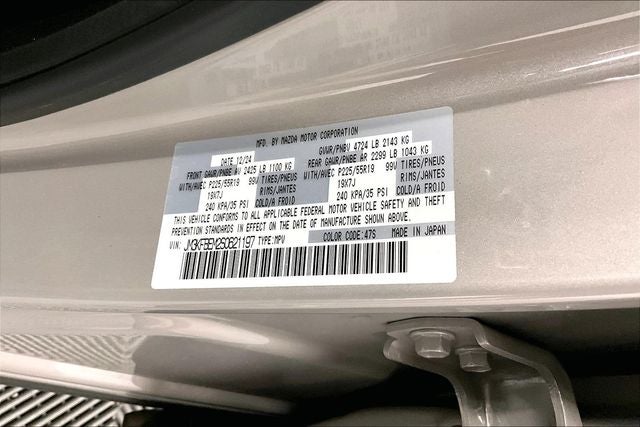 MFD. BY MAZDA MOTOR CORPORATION
DATE 12/24 GVWR/PNBV 4724 LB 2143 KG
FRONT GAWR/PNBE AV 2425 LB 1100 KG REAR GAWR/PNBE AR 2299 LB 1043 KG
WITH/AVEC P225/55R19 99V TIRES/PNEUS WITH/AVEC P225/55R19 99V TIRES/PNEUS
19X7J RIMS/JANTES 19X7J RIMS/JANTES
240 KPA/35 PSI COLD/A FROID 240 KPA/35 PSI COLD/A FROID
THIS VEHICLE CONFORMS TO ALL APPLICABLE FEDERAL MOTOR VEHICLE SAFETY AND THEFT
PREVENTION STANDARDS IN EFFECT ON THE DATE OF MANUFACTURE SHOWN ABOVE.
VIN: JM3KFBEM2S0621197 TYPE:MPV COLOR CODE:47S MADE IN JAPAN